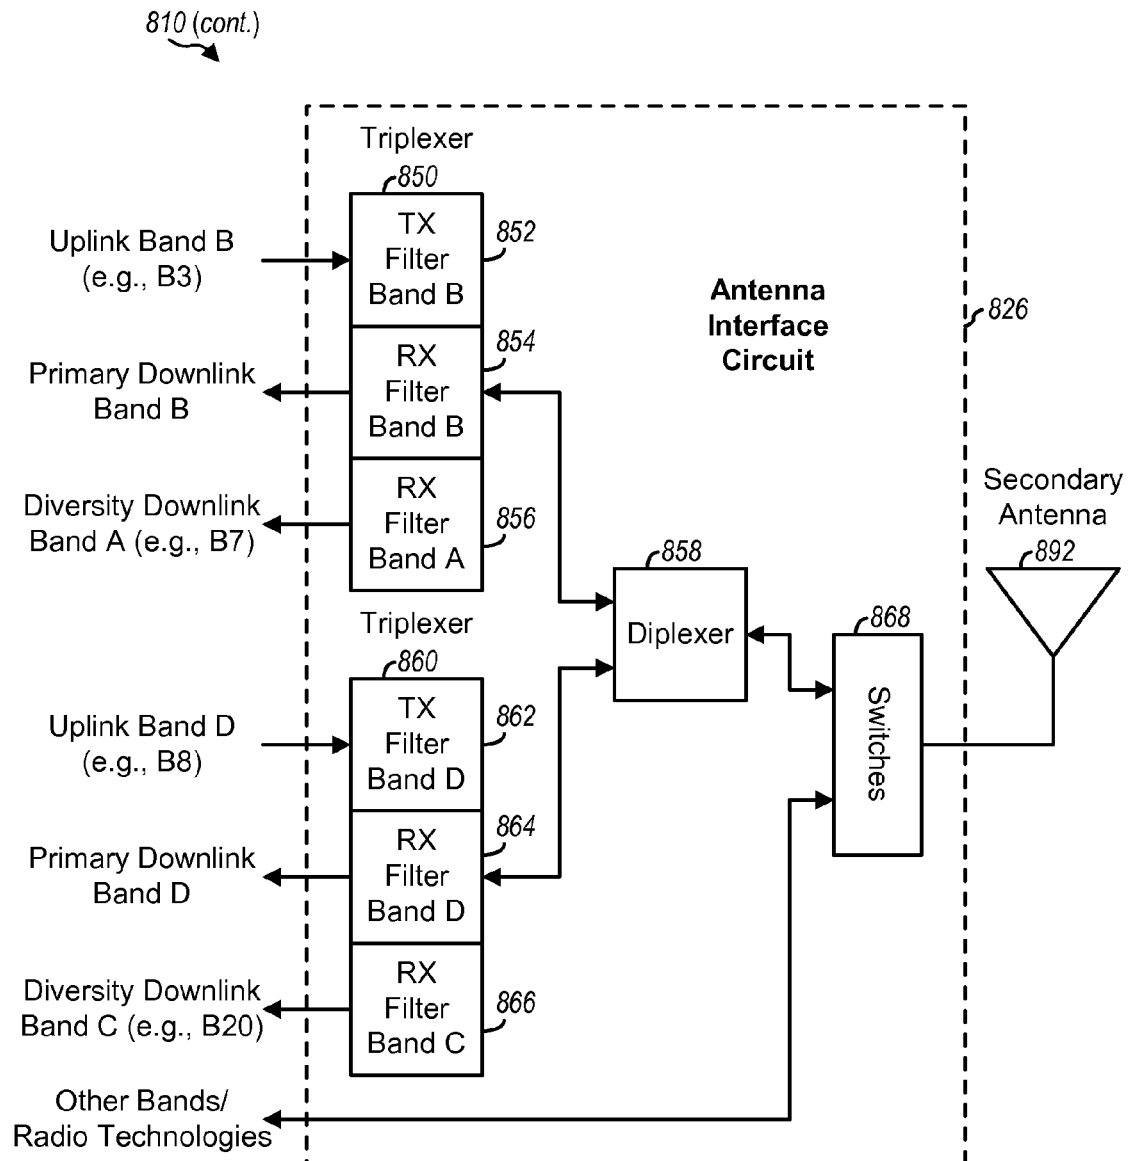 810 (cont.)
Triplexer
850
TX
Filter
Band B
852
Uplink Band B
(e.g., B3)
RX
Filter
Band B
854
Primary Downlink
Band B
RX
Filter
Band A
856
Diversity Downlink
Band A (e.g., B7)
Antenna
Interface
Circuit
826
Secondary
Antenna
892
858
Diplexer
868
Switches
Triplexer
860
TX
Filter
Band D
862
Uplink Band D
(e.g., B8)
RX
Filter
Band D
864
Primary Downlink
Band D
RX
Filter
Band C
866
Diversity Downlink
Band C (e.g., B20)
Other Bands/
Radio Technologies